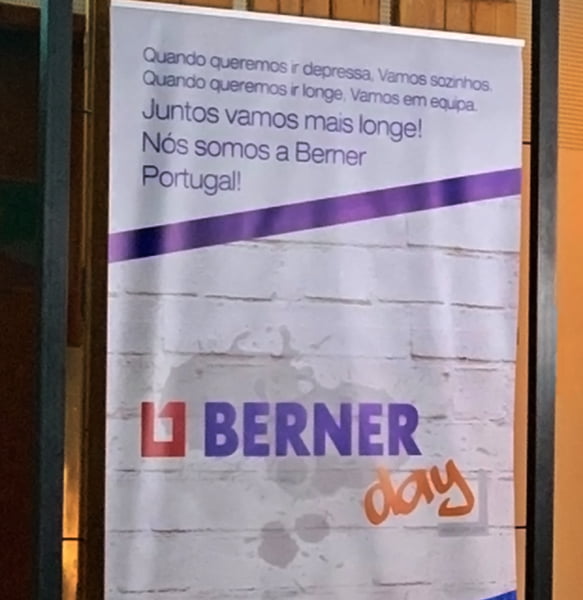 Quando queremos ir depressa, Vamos sozinhos.
Quando queremos ir longe, Vamos em equipa.
Juntos vamos mais longe!
Nós somos a Berner
Portugal!
BERNER
day